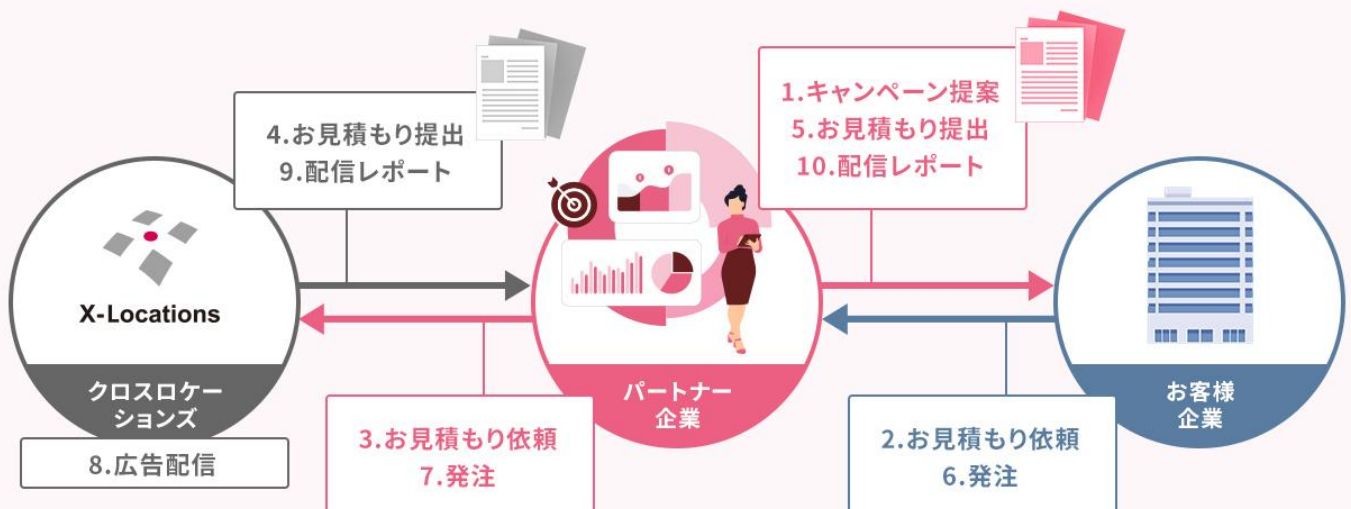 4.お見積もり提出
9.配信レポート
1.キャンペーン提案
5.お見積もり提出
10.配信レポート
X-Locations
クロスロケー
ションズ
8.広告配信
パートナー
企業
お客様
企業
3.お見積もり依頼
7.発注
2.お見積もり依頼
6.発注